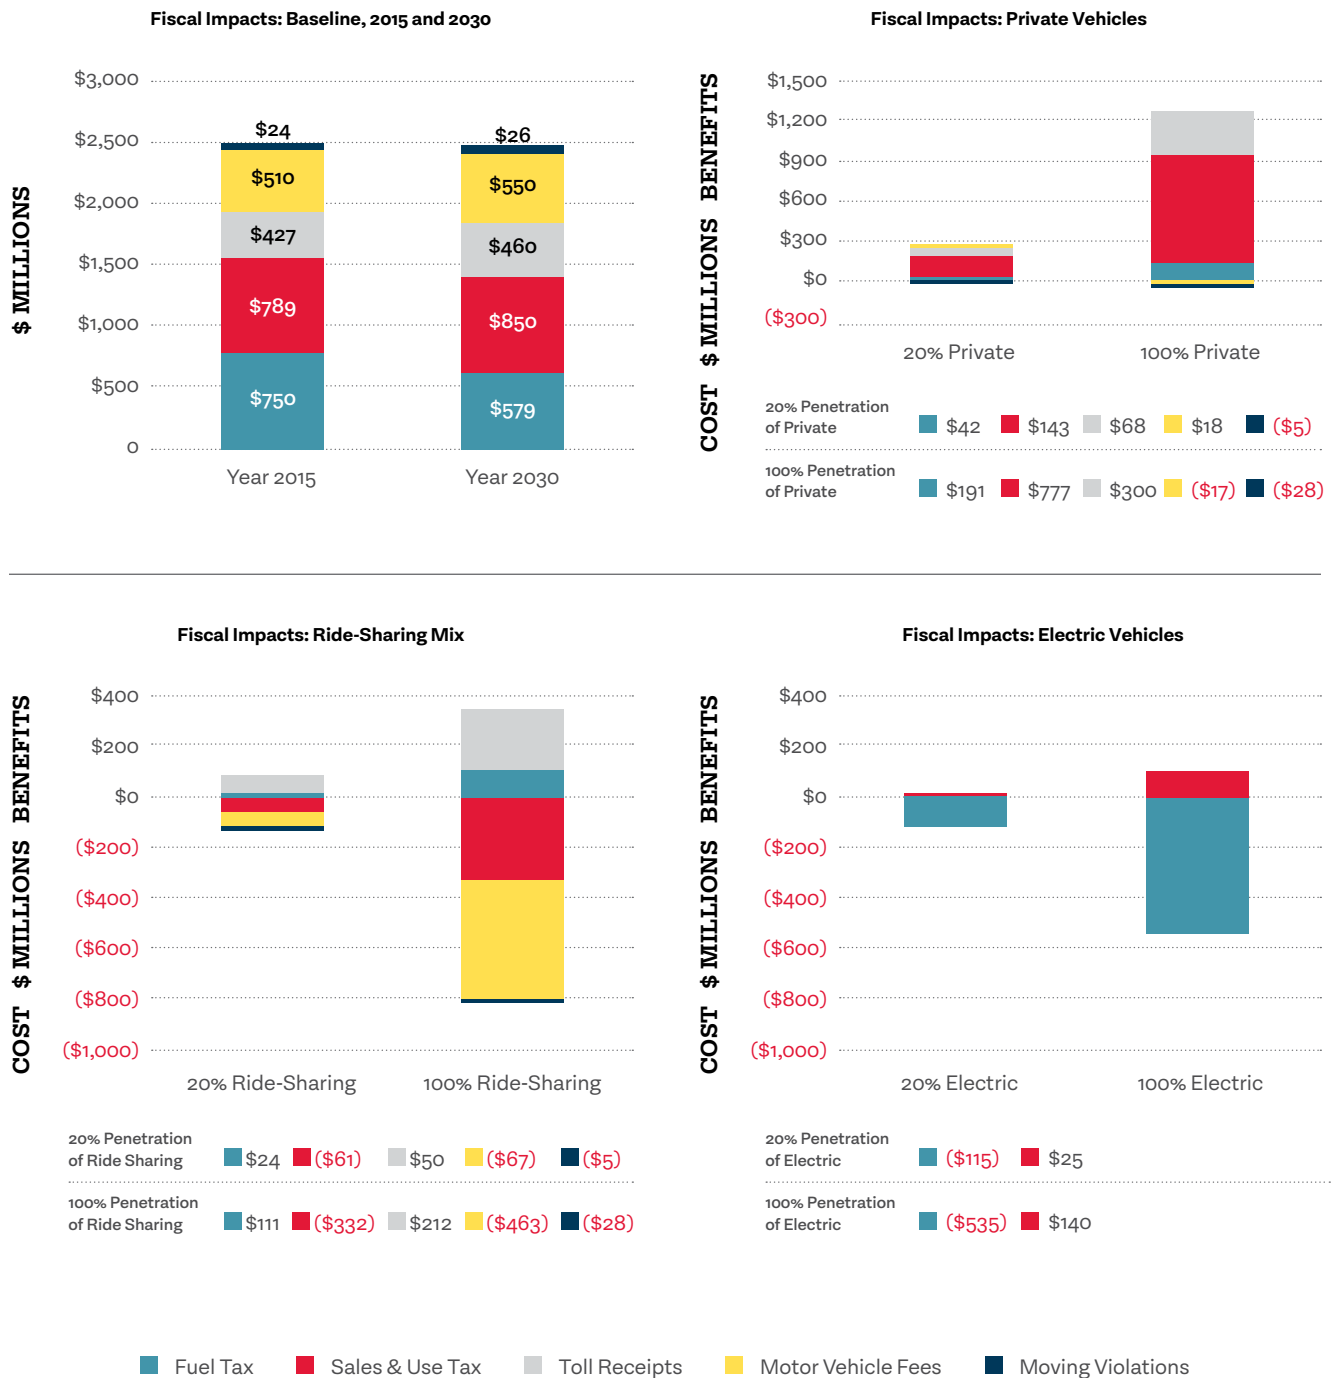 Fiscal Impacts: Baseline, 2015 and 2030
$ MILLIONS
$3,000
$2,500
$2,000
$1,500
$1,000
$500
0
$24
$510
$427
$789
$750
$26
$550
$460
$850
$579
Year 2015
Year 2030
Fiscal Impacts: Private Vehicles
COST $ MILLIONS BENEFITS
$1,500
$1,200
$900
$600
$300
$0
($300)
20% Private
100% Private
20% Penetration
of Private
$42 $143 $68 $18 ($5)
100% Penetration
of Private
$191 $777 $300 ($17) ($28)
Fiscal Impacts: Ride-Sharing Mix
COST $ MILLIONS BENEFITS
$400
$200
$0
($200)
($400)
($600)
($800)
($1,000)
20% Ride-Sharing
100% Ride-Sharing
20% Penetration
of Ride Sharing
$24 ($61) $50 ($67) ($5)
100% Penetration
of Ride Sharing
$111 ($332) $212 ($463) ($28)
Fiscal Impacts: Electric Vehicles
COST $ MILLIONS BENEFITS
$400
$200
$0
($200)
($400)
($600)
($800)
($1,000)
20% Electric
100% Electric
20% Penetration
of Electric
($115) $25
100% Penetration
of Electric
($535) $140
Fuel Tax Sales & Use Tax Toll Receipts Motor Vehicle Fees Moving Violations